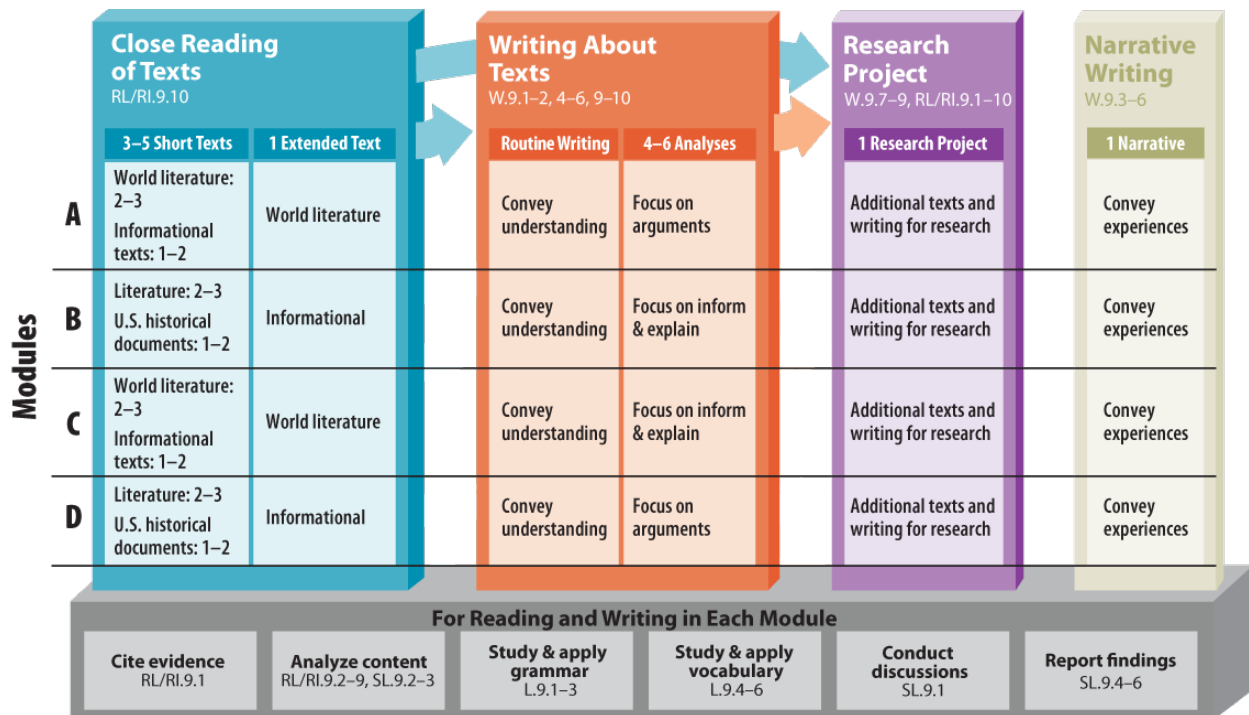 Close Reading
of Texts
RL/RI.9.10
Writing About
Texts
W.9.1–2, 4–6, 9–10
Research
Project
W.9.7–9, RL/RI.9.1–10
Narrative
Writing
W.9.3–6
3–5 Short Texts
1 Extended Text
Routine Writing
4–6 Analyses
1 Research Project
1 Narrative
Modules
A
World literature:
2–3
Informational
texts: 1–2
World literature
Convey
understanding
Focus on
arguments
Additional texts and
writing for research
Convey
experiences
B
Literature: 2–3
U.S. historical
documents: 1–2
Informational
Convey
understanding
Focus on inform
& explain
Additional texts and
writing for research
Convey
experiences
C
World literature:
2–3
Informational
texts: 1–2
World literature
Convey
understanding
Focus on inform
& explain
Additional texts and
writing for research
Convey
experiences
D
Literature: 2–3
U.S. historical
documents: 1–2
Informational
Convey
understanding
Focus on
arguments
Additional texts and
writing for research
Convey
experiences
For Reading and Writing in Each Module
Cite evidence
RL/RI.9.1
Analyze content
RL/RI.9.2–9, SL.9.2–3
Study & apply
grammar
L.9.1–3
Study & apply
vocabulary
L.9.4–6
Conduct
discussions
SL.9.1
Report findings
SL.9.4–6